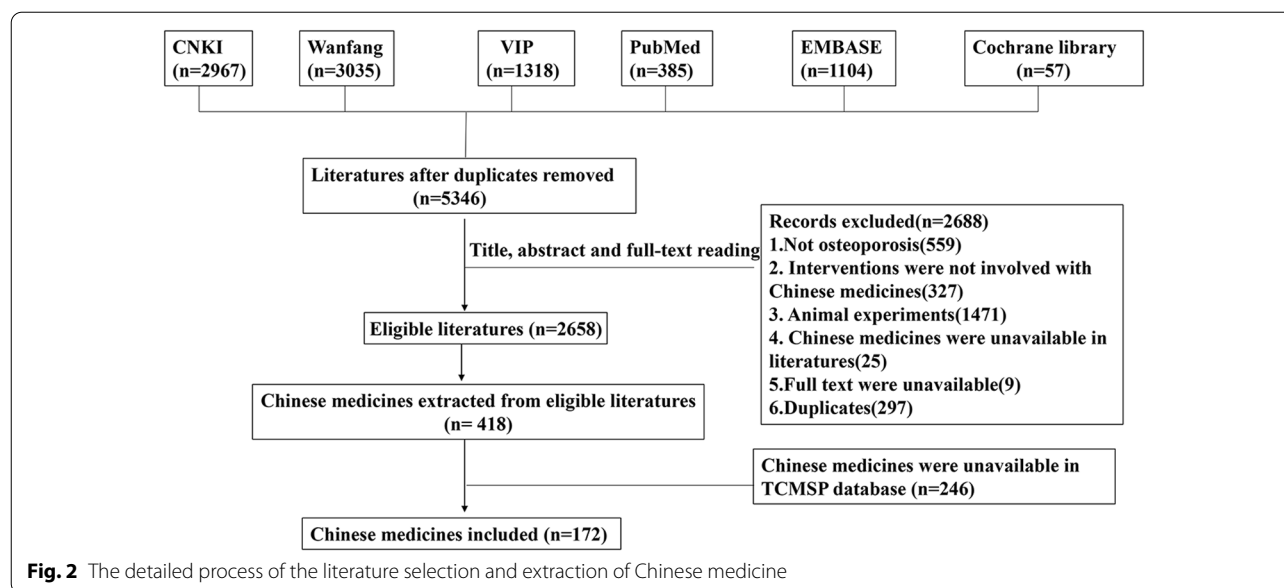 CNKI
(n=2967)
Wanfang
(n=3035)
VIP
(n=1318)
PubMed
(n=385)
EMBASE
(n=1104)
Cochrane library
(n=57)
Literatures after duplicates removed
(n=5346)
Title, abstract and full-text reading
Records excluded(n=2688)
1.Not osteoporosis(559)
2. Interventions were not involved with
Chinese medicines(327)
3. Animal experiments(1471)
4. Chinese medicines were unavailable in
literatures(25)
5.Full text were unavailable(9)
6.Duplicates(297)
Eligible literatures (n=2658)
Chinese medicines extracted from eligible literatures
(n= 418)
Chinese medicines were unavailable in
TCMSP database (n=246)
Chinese medicines included (n=172)
Fig. 2 The detailed process of the literature selection and extraction of Chinese medicine